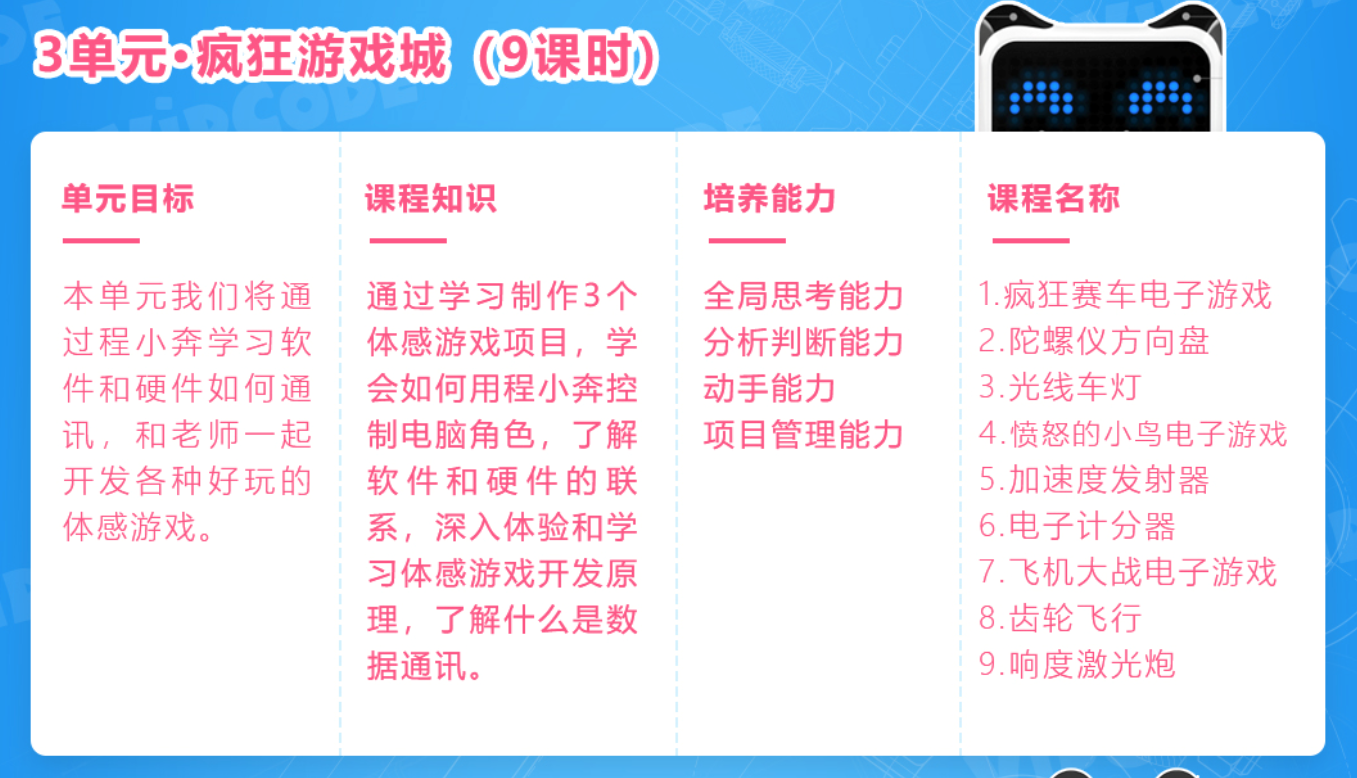 3单元·疯狂游戏城（9课时）
VIPCODE
单元目标
本单元我们将通
过程小奔学习软
件和硬件如何通
讯，和老师一起
开发各种好玩的
体感游戏。
课程知识
通过学习制作3个
体感游戏项目，学
会如何用程小奔控
制电脑角色，了解
软件和硬件的联
系，深入体验和学
习体感游戏开发原
理，了解什么是数
据通讯。
培养能力
全局思考能力
分析判断能力
动手能力
项目管理能力
课程名称
1.疯狂赛车电子游戏
2.陀螺仪方向盘
3.光线车灯
4.愤怒的小鸟电子游戏
5.加速度发射器
6.电子计分器
7.飞机大战电子游戏
8.齿轮飞行
9.响度激光炮